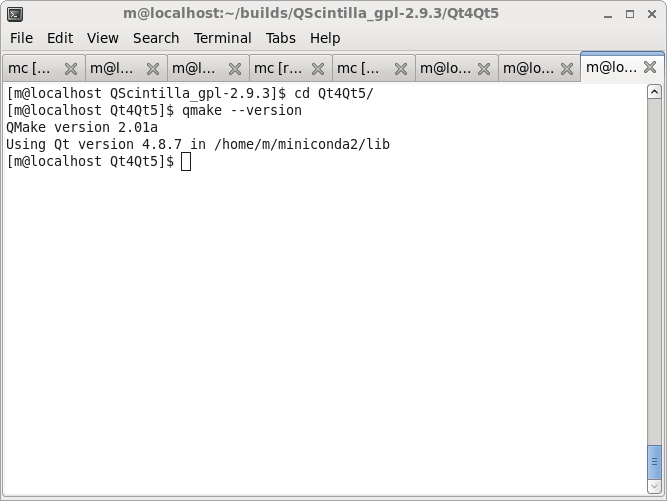 m@localhost:~/builds/QScintilla_gpl-2.9.3/Qt4Qt5
File Edit View Search Terminal Tabs Help
mc [... m@l... m@l... mc [r... mc [... m@lo... m@lo... m@lo...
[m@localhost QScintilla_gpl-2.9.3]$ cd Qt4Qt5/
[m@localhost Qt4Qt5]$ qmake --version
QMake version 2.01a
Using Qt version 4.8.7 in /home/m/miniconda2/lib
[m@localhost Qt4Qt5]$